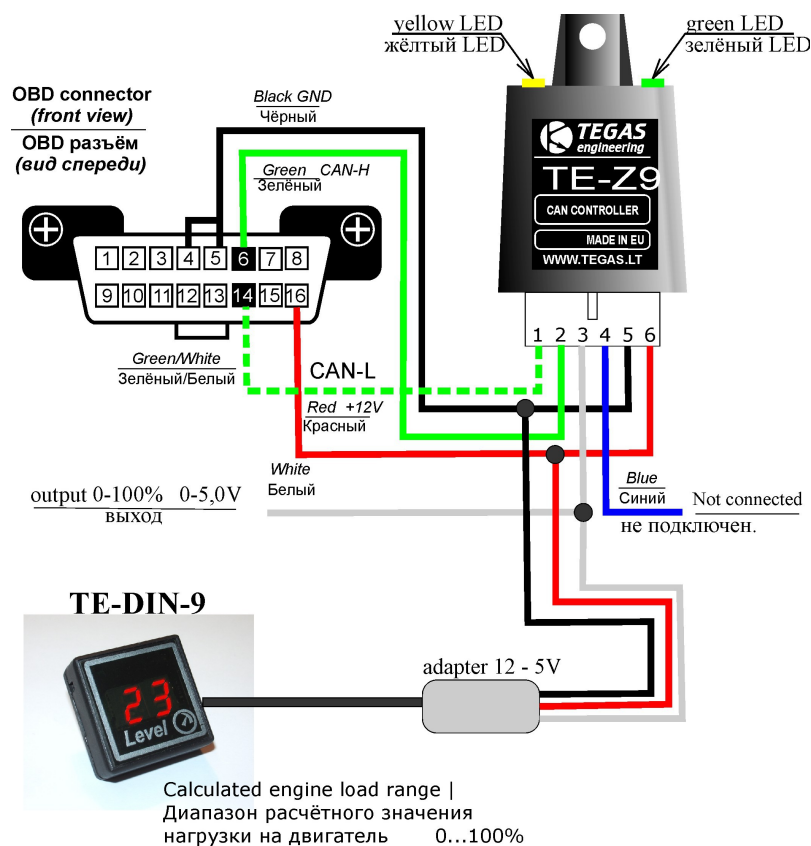 yellow LED
жёлтый LED
green LED
зелёный LED
OBD connector
(front view)
OBD разъём
(вид спереди)
Black GND
Чёрный
Green CAN-H
Зелёный
TEGAS
engineering
TE-Z9
CAN CONTROLLER
MADE IN EU
WWW.TEGAS.LT
1 2 3 4 5 6 7 8
9 10 11 12 13 14 15 16
1 2 3 4 5 6
Green/White
Зелёный/Белый
CAN-L
Red +12V
Красный
White
Белый
output 0-100% 0-5,0V
выход
Blue
Синий
Not connected
не подключен.
TE-DIN-9
adapter 12 - 5V
23
Level
Calculated engine load range |
Диапазон расчётного значения
нагрузки на двигатель 0...100%